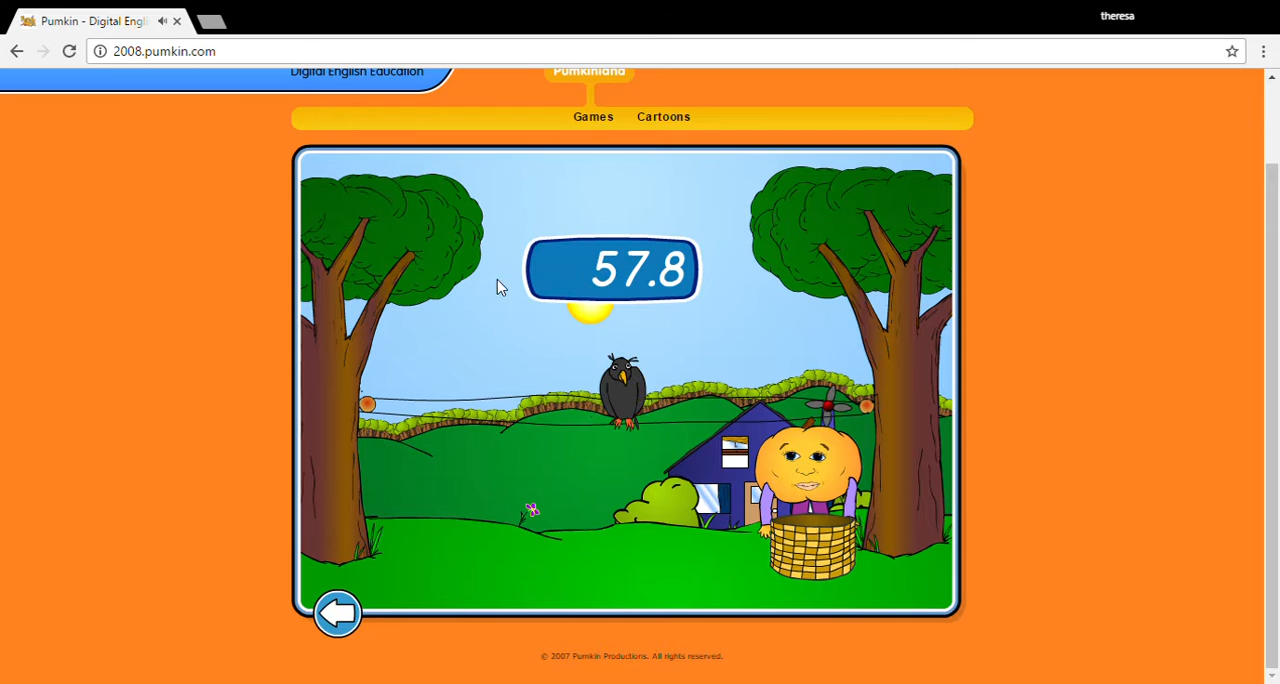 theresa
Pumkin - Digital Engli
2008.pumkin.com
Digital English Education
Pumkinland
Games Cartoons
57.8
© 2007 Pumkin Productions. All rights reserved.